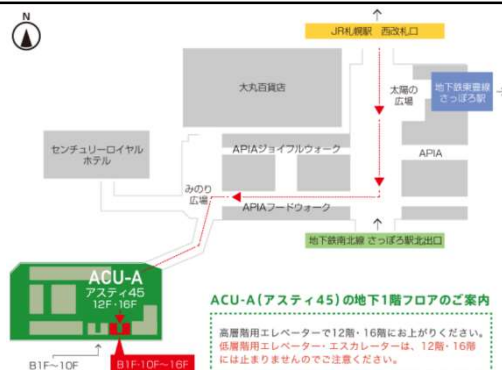 N
JR札幌駅 西改札口
大丸百貨店
太陽の
広場
地下鉄東豊線
さっぽろ駅
センチュリーロイヤル
ホテル
APIAジョイフルウォーク
APIA
みのり
広場
APIAフードウォーク
地下鉄南北線 さっぽろ駅北出口
ACU-A
アスティ45
12F・16F
B1F～10F
B1F・10F～16F
ACU-A(アスティ45)の地下1階フロアのご案内
高層階用エレベーターで12階・16階にお上がりください。
低層階用エレベーター・エスカレーターは、12階・16階
には止まりませんのでご注意ください。